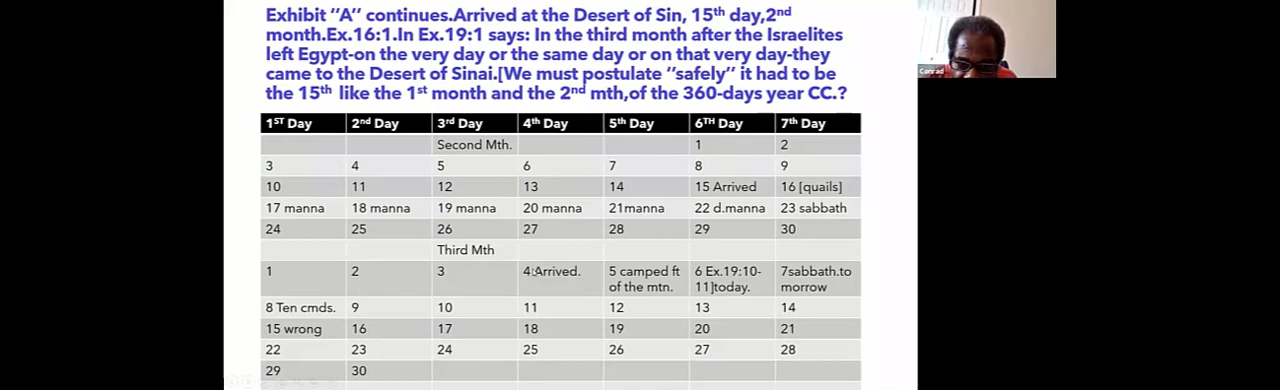 Exhibit "A" continues.Arrived at the Desert of Sin, 15th day,2nd
month.Ex.16:1.In Ex.19:1 says: In the third month after the Israelites
left Egypt-on the very day or the same day or on that very day-they
came to the Desert of Sinai.[We must postulate "safely" it had to be
the 15th like the 1st month and the 2nd mth,of the 360-days year CC.?
Conrad
1ST Day 2nd Day 3rd Day 4th Day 5th Day 6TH Day 7th Day
Second Mth. 1 2
3 4 5 6 7 8 9
10 11 12 13 14 15 Arrived 16 [quails]
17 manna 18 manna 19 manna 20 manna 21manna 22 d.manna 23 sabbath
24 25 26 27 28 29 30
Third Mth
1 2 3 4 Arrived. 5 camped ft of the mtn. 6 Ex.19:10-11]today. 7sabbath.to morrow
8 Ten cmds. 9 10 11 12 13 14
15 wrong 16 17 18 19 20 21
22 23 24 25 26 27 28
29 30